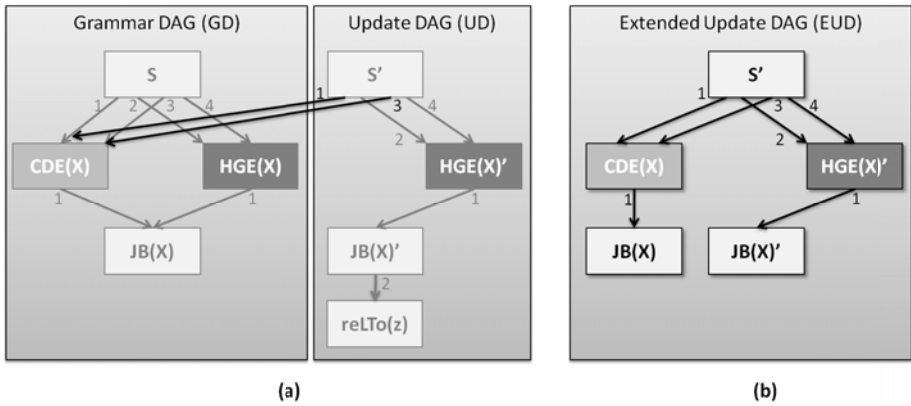 Grammar DAG (GD)
Update DAG (UD)
Extended Update DAG (EUD)
S
S’
S’
1
2
3
4
1
3
4
2
1
3
4
2
CDE(X)
HGE(X)
HGE(X)’
CDE(X)
HGE(X)’
1
1
1
1
1
JB(X)
JB(X)’
JB(X)
JB(X)’
2
reLTo(z)
(a)
(b)